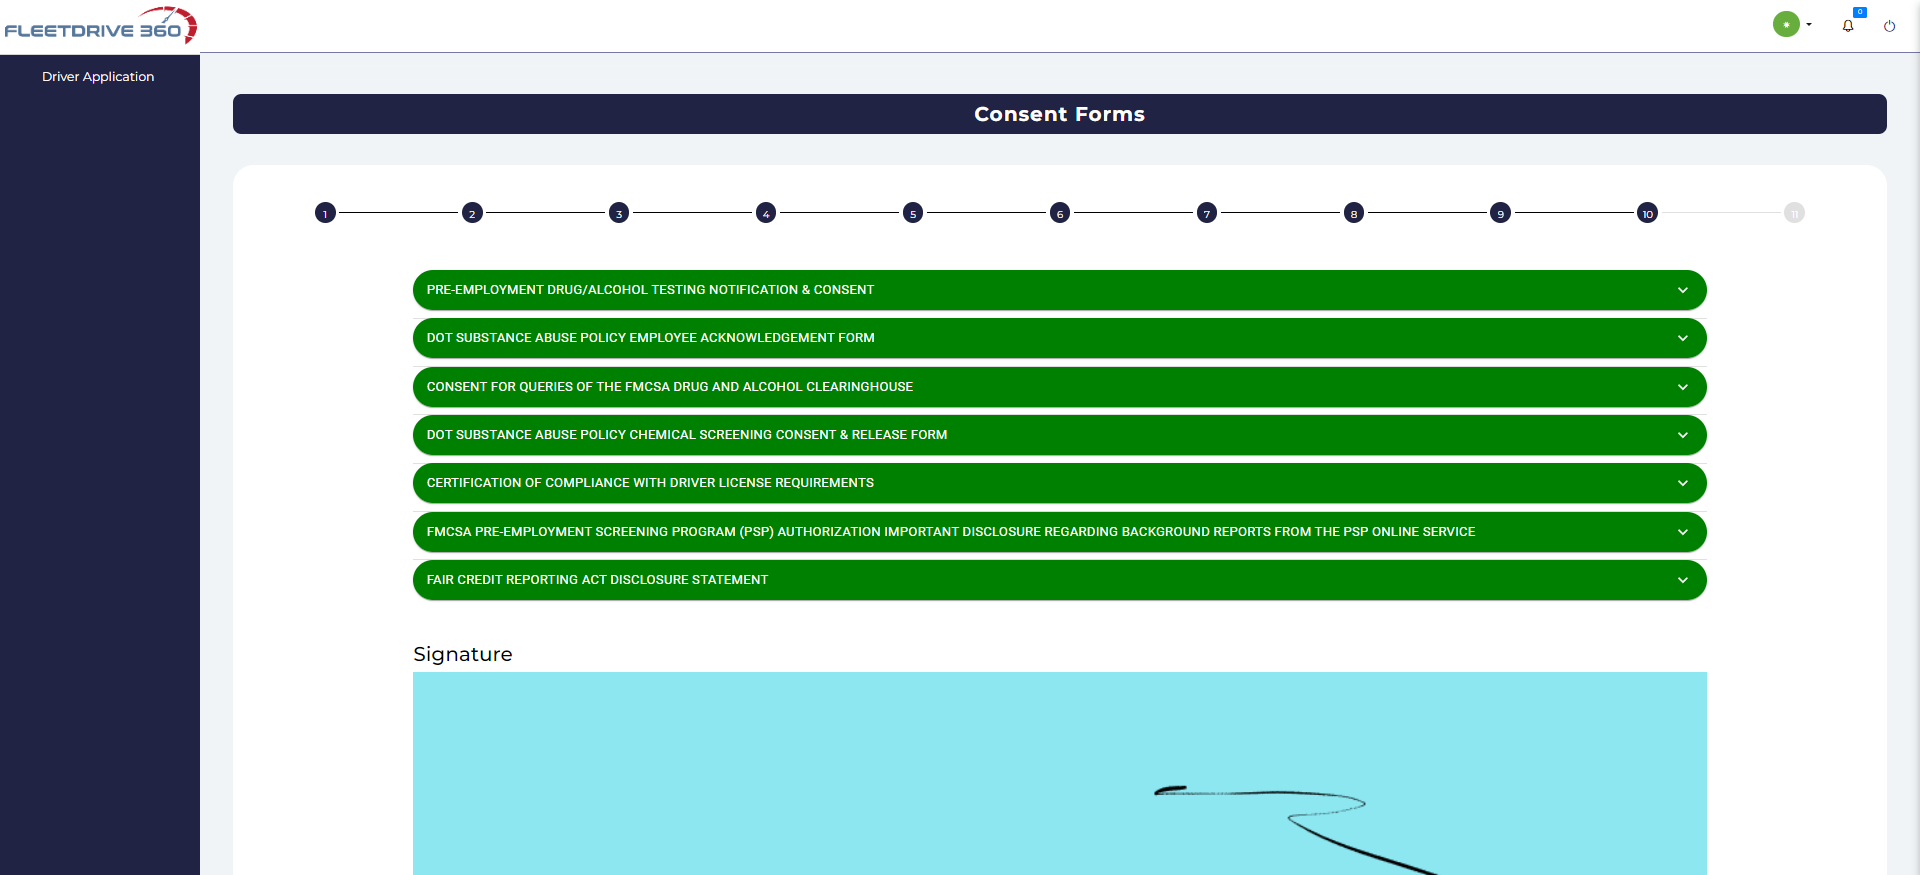 FLEETDRIVE 360
0
Driver Application
Consent Forms
1 2 3 4 5 6 7 8 9 10 11
PRE-EMPLOYMENT DRUG/ALCOHOL TESTING NOTIFICATION & CONSENT
DOT SUBSTANCE ABUSE POLICY EMPLOYEE ACKNOWLEDGEMENT FORM
CONSENT FOR QUERIES OF THE FMCSA DRUG AND ALCOHOL CLEARINGHOUSE
DOT SUBSTANCE ABUSE POLICY CHEMICAL SCREENING CONSENT & RELEASE FORM
CERTIFICATION OF COMPLIANCE WITH DRIVER LICENSE REQUIREMENTS
FMCSA PRE-EMPLOYMENT SCREENING PROGRAM (PSP) AUTHORIZATION IMPORTANT DISCLOSURE REGARDING BACKGROUND REPORTS FROM THE PSP ONLINE SERVICE
FAIR CREDIT REPORTING ACT DISCLOSURE STATEMENT
Signature